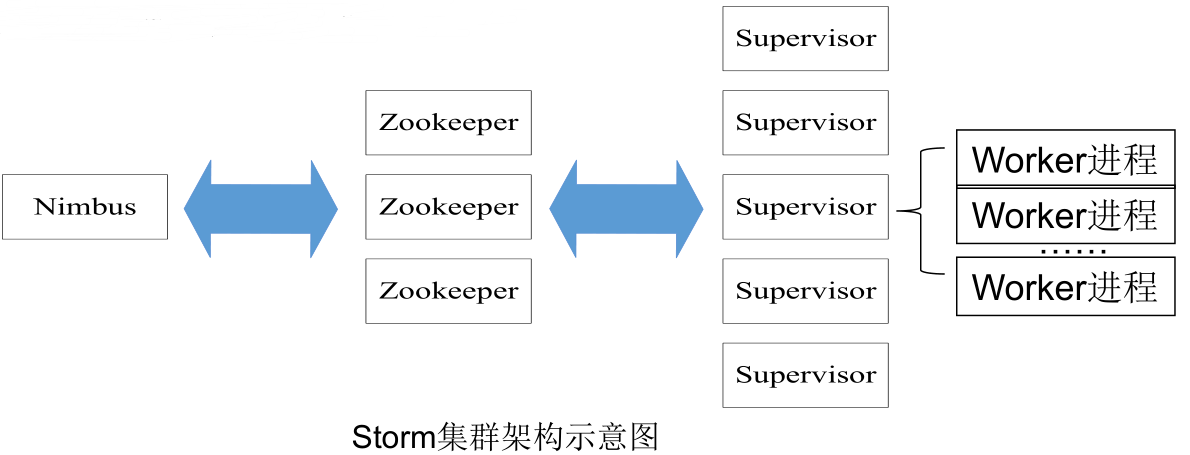 Nimbus
Zookeeper
Zookeeper
Zookeeper
Supervisor
Supervisor
Supervisor
Supervisor
Supervisor
Worker进程
Worker进程
……
Worker进程
Storm集群架构示意图